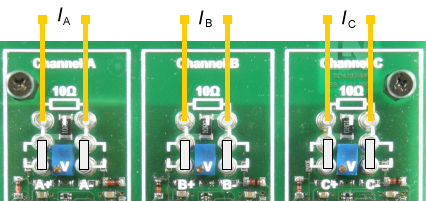 IA IB IC
Channel A Channel B Channel C
10Ω 10Ω 10Ω
V V V
A+ A- B+ B- C+ C-